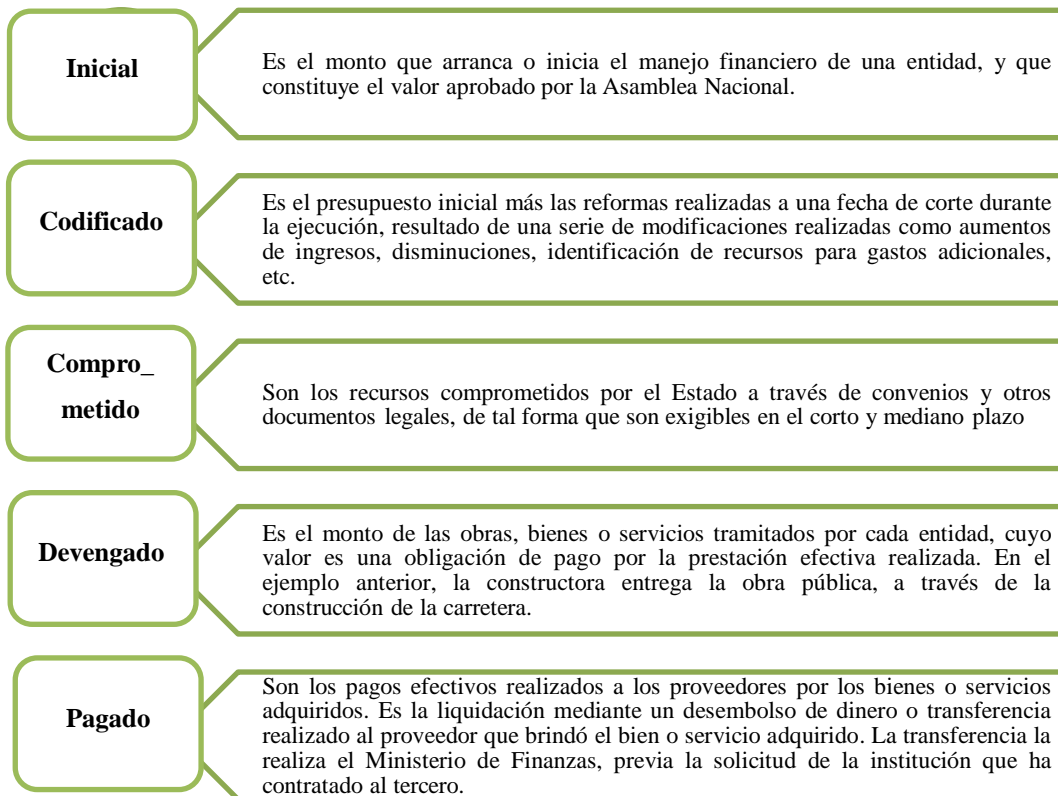 Inicial
Es el monto que arranca o inicia el manejo financiero de una entidad, y que
constituye el valor aprobado por la Asamblea Nacional.
Codificado
Es el presupuesto inicial más las reformas realizadas a una fecha de corte durante
la ejecución, resultado de una serie de modificaciones realizadas como aumentos
de ingresos, disminuciones, identificación de recursos para gastos adicionales,
etc.
Compro_
metido
Son los recursos comprometidos por el Estado a través de convenios y otros
documentos legales, de tal forma que son exigibles en el corto y mediano plazo
Devengado
Es el monto de las obras, bienes o servicios tramitados por cada entidad, cuyo
valor es una obligación de pago por la prestación efectiva realizada. En el
ejemplo anterior, la constructora entrega la obra pública, a través de la
construcción de la carretera.
Pagado
Son los pagos efectivos realizados a los proveedores por los bienes o servicios
adquiridos. Es la liquidación mediante un desembolso de dinero o transferencia
realizado al proveedor que brindó el bien o servicio adquirido. La transferencia la
realiza el Ministerio de Finanzas, previa la solicitud de la institución que ha
contratado al tercero.